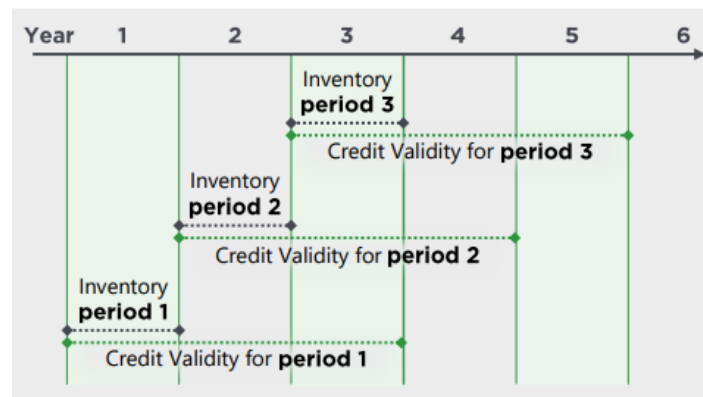 Year 1 2 3 4 5 6
Inventory
period 3
Credit Validity for period 3
Inventory
period 2
Credit Validity for period 2
Inventory
period 1
Credit Validity for period 1